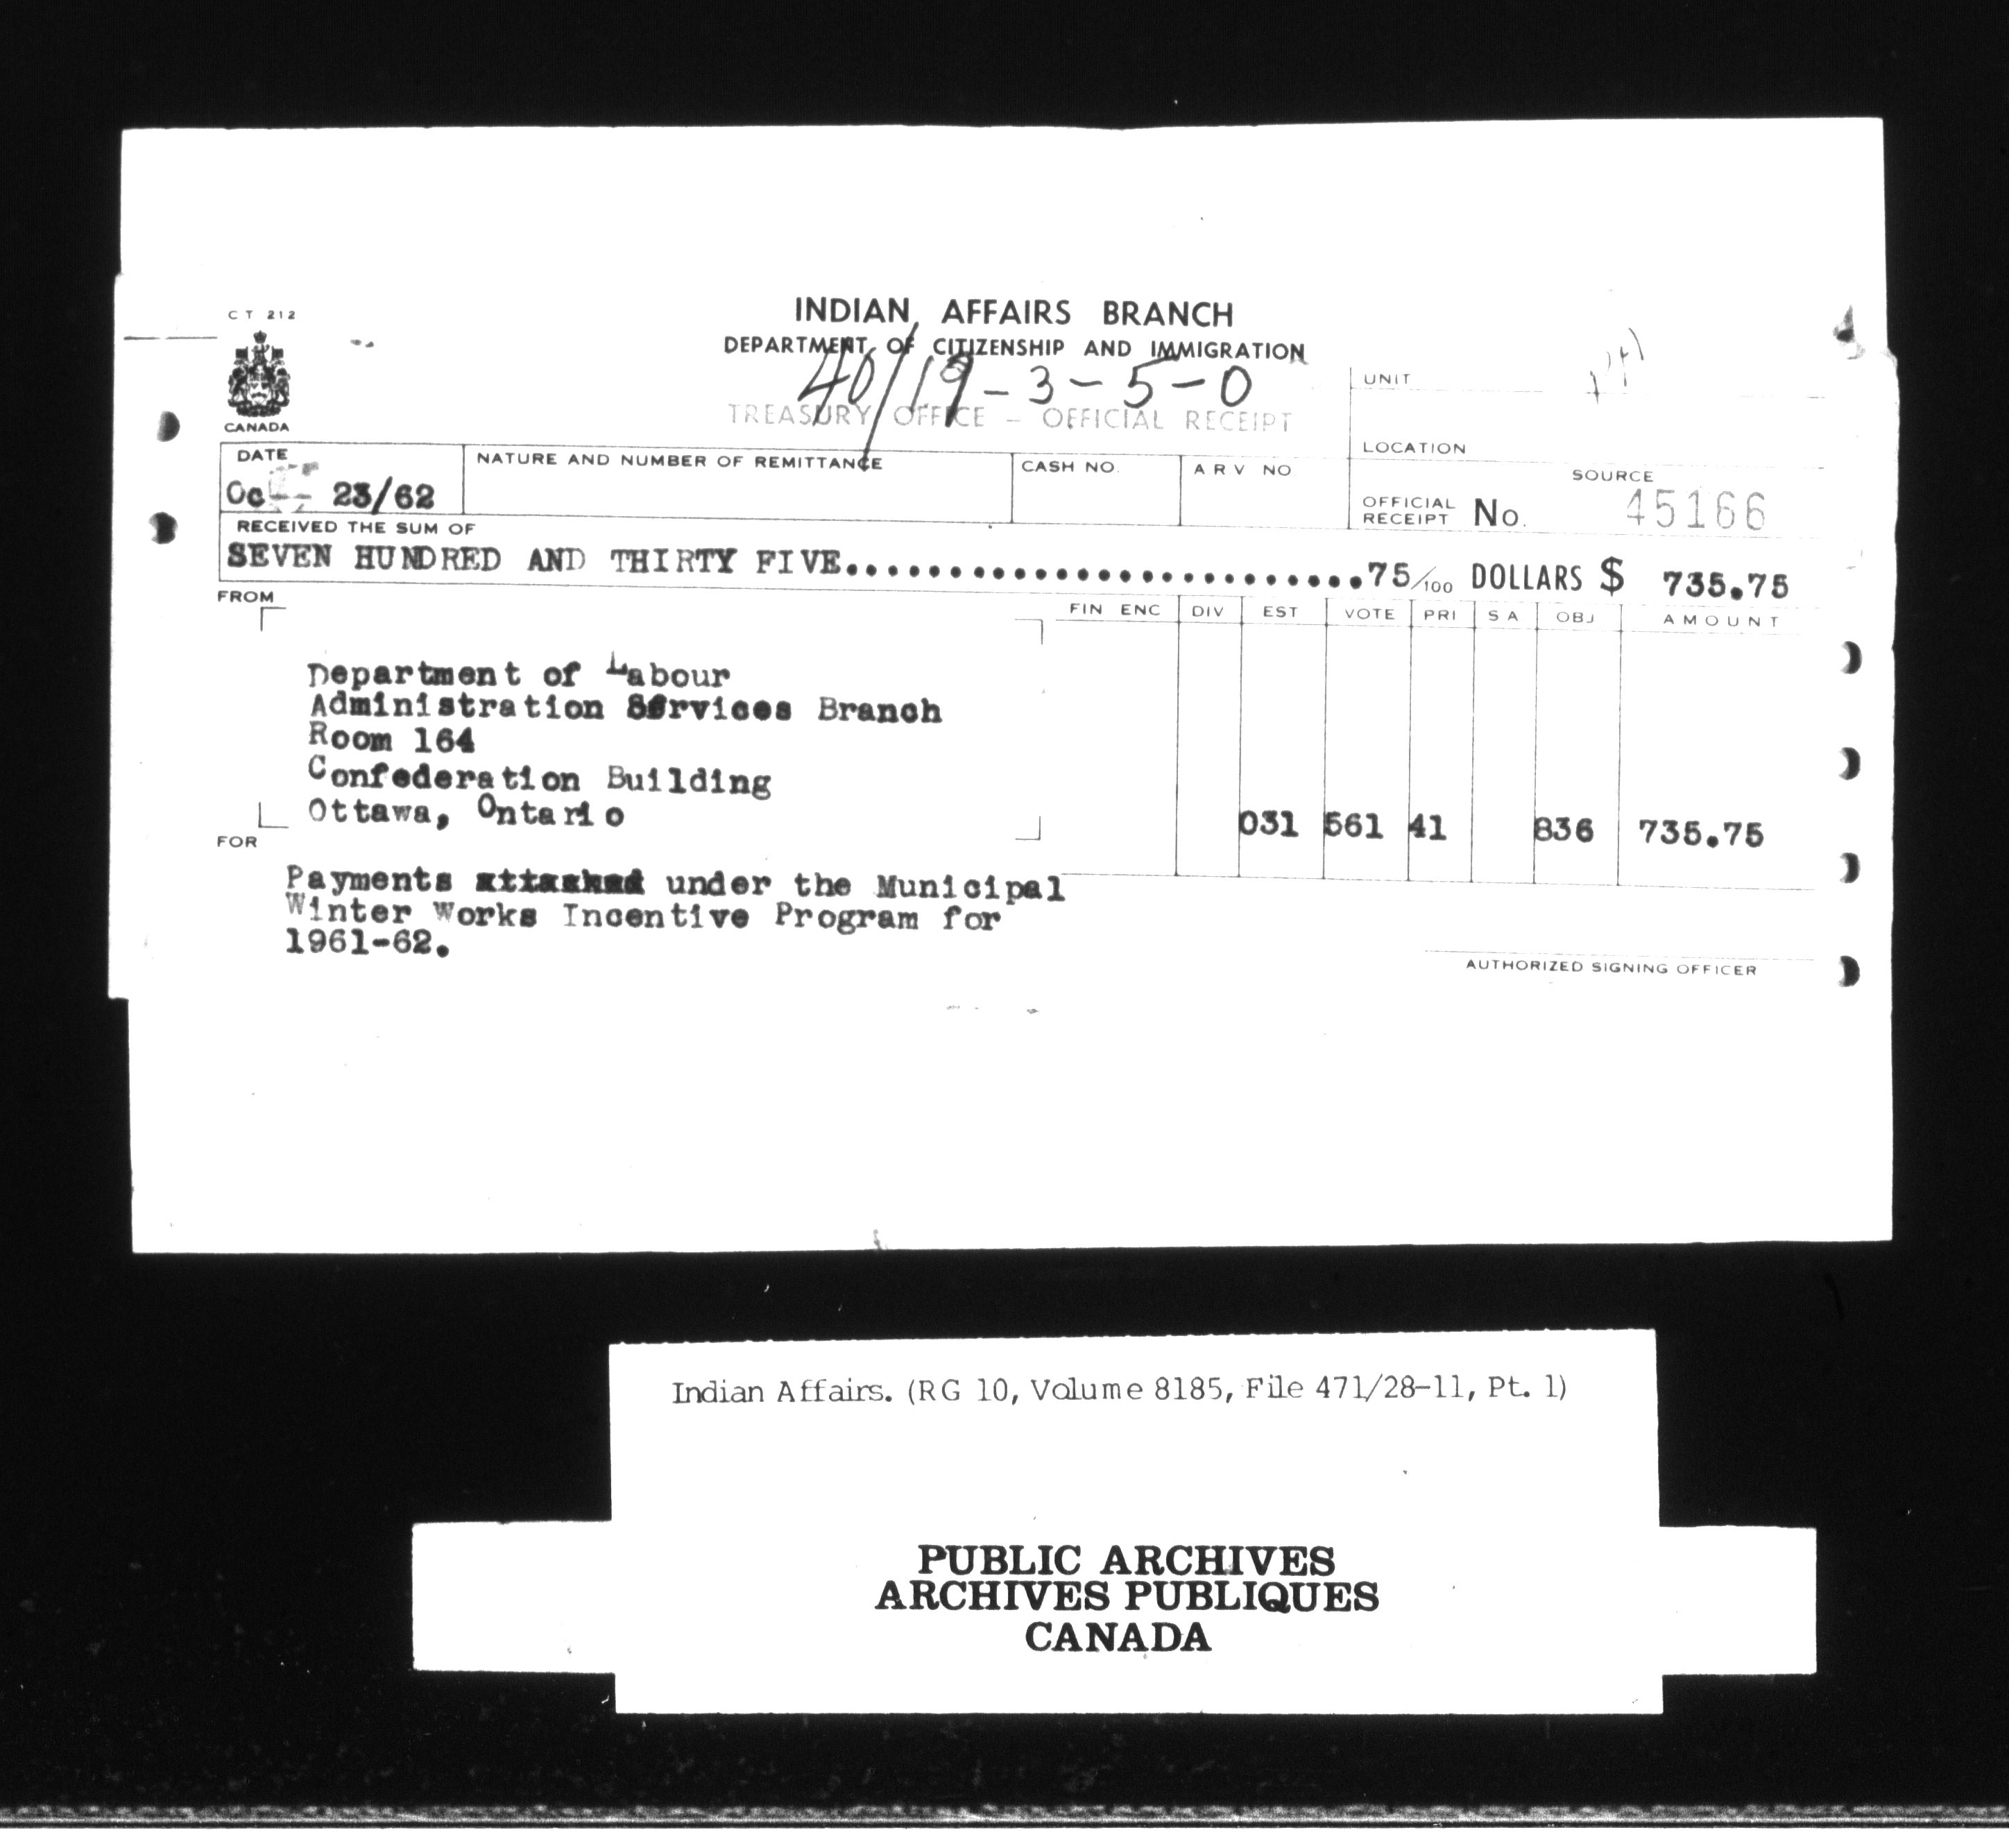 CT 212
INDIAN AFFAIRS BRANCH
DEPARTMENT OF CITIZENSHIP AND IMMIGRATION
40/19-3-5-0
TREASURY OFFICE - OFFICIAL RECEIPT
CANADA
UNIT
LOCATION
DATE NATURE AND NUMBER OF REMITTANCE CASH NO. A R V NO SOURCE
23/62 OFFICIAL RECEIPT No. 45166
RECEIVED THE SUM OF
SEVEN HUNDRED AND THIRTY FIVE...........................75/100 DOLLARS $ 735.75
FROM FIN ENC DIV EST VOTE PRI S A OBJ AMOUNT
Department of Labour
Administration Services Branch
Room 164
Confederation Building
Ottawa, Ontario 031 561 41 836 735.75
FOR
Payments under the Municipal
Winter Works Incentive Program for
1961-62.
AUTHORIZED SIGNING OFFICER
Indian Affairs. (RG 10, Volume 8185, File 471/28-11, Pt. 1)
PUBLIC ARCHIVES
ARCHIVES PUBLIQUES
CANADA